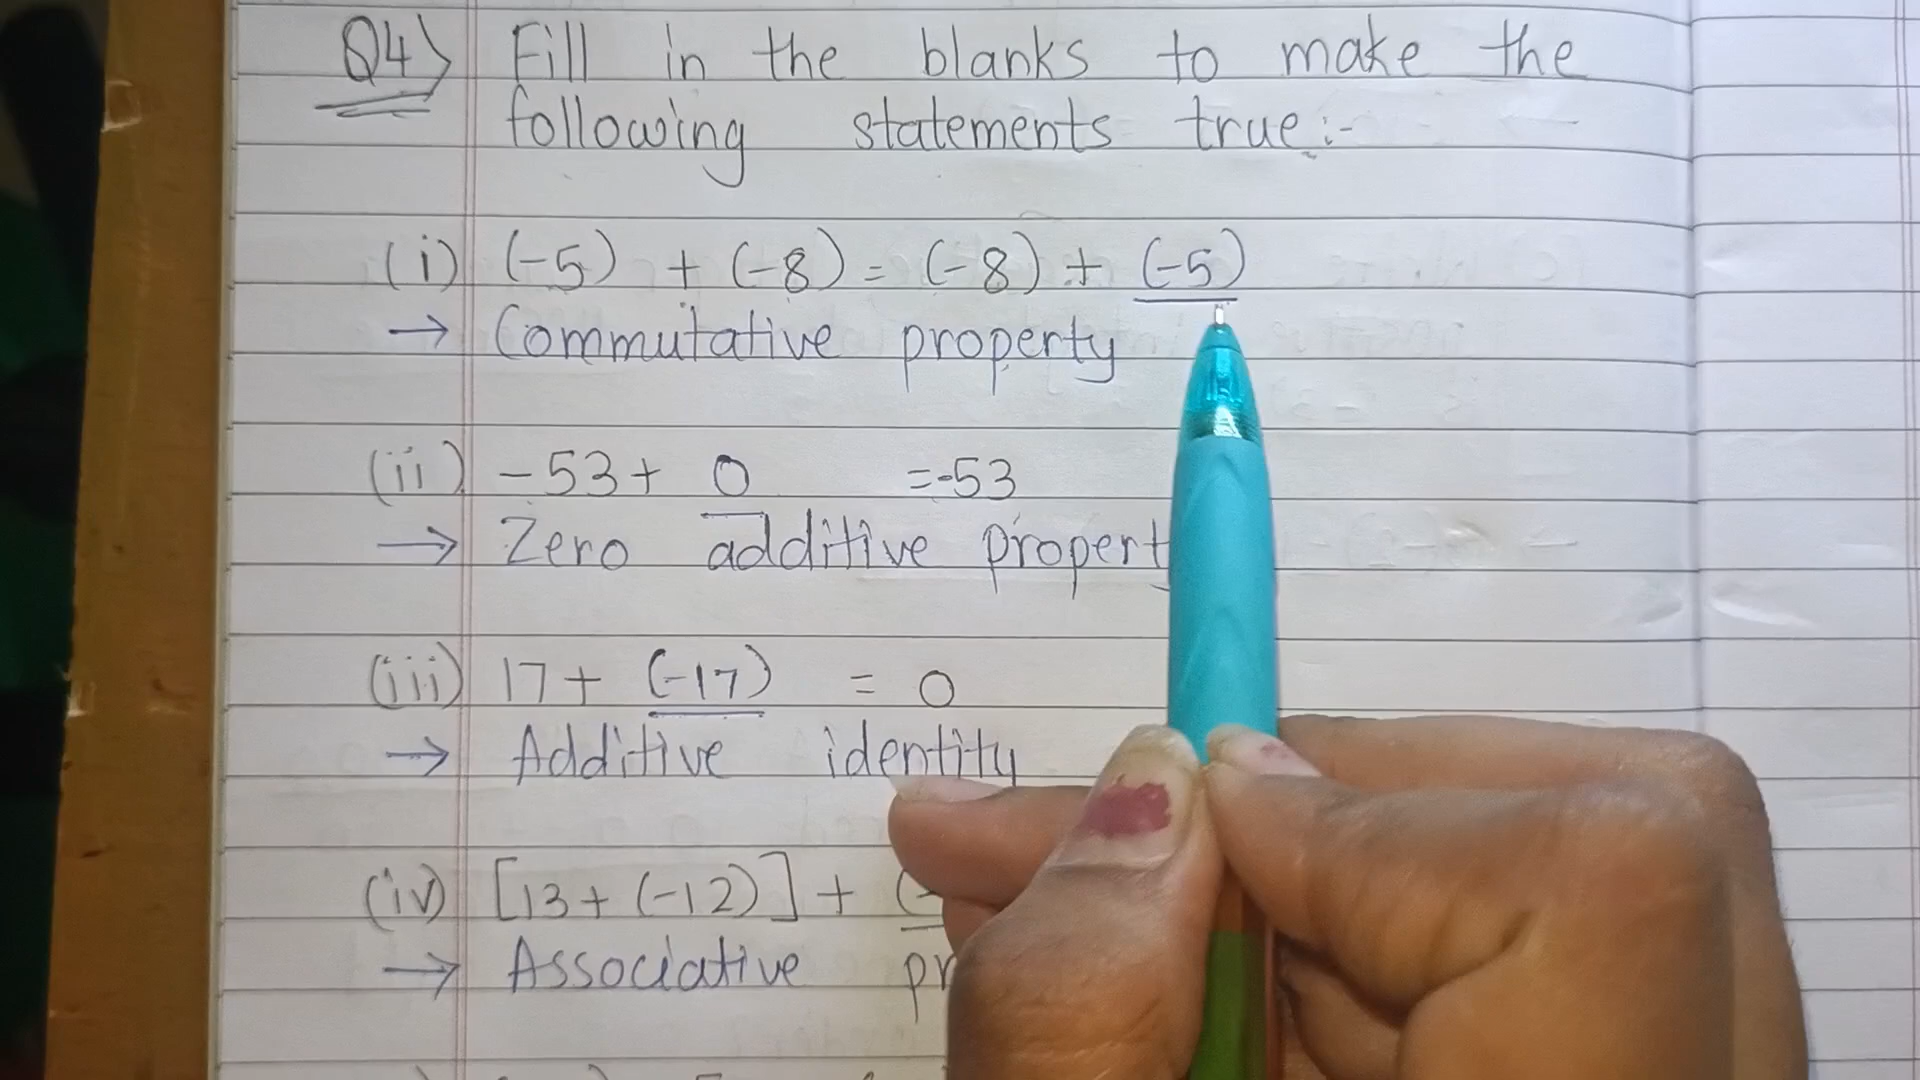 Q4) Fill in the blanks to make the
following statements true:-
(i) (-5) + (-8) = (-8) + (-5)
→ Commutative property
(ii) -53 + 0 =-53
→ Zero additive propert
(iii) 17 + (-17) = 0
→ Additive identity
(iv) [13 + (-12)] + (-
→ Associative pr